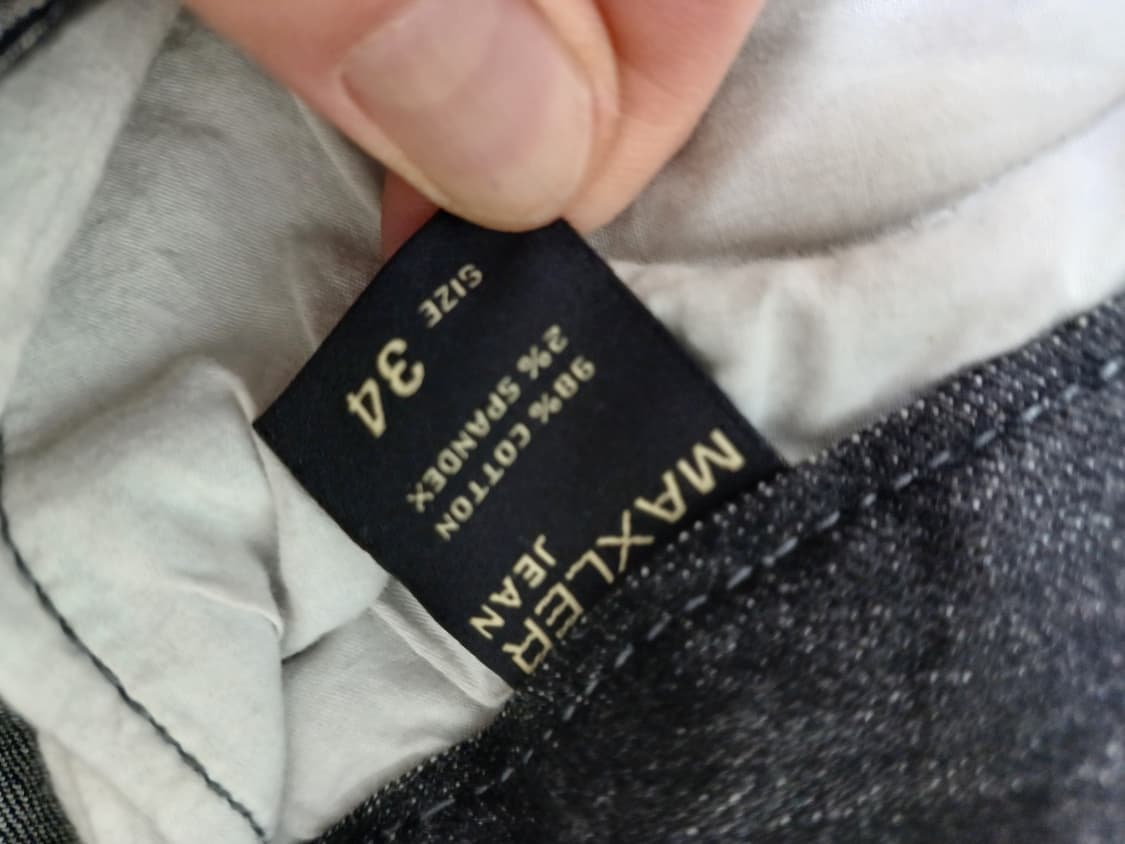 MAXLER
JEAN
98% COTTON
2% SPANDEX
SIZE
34